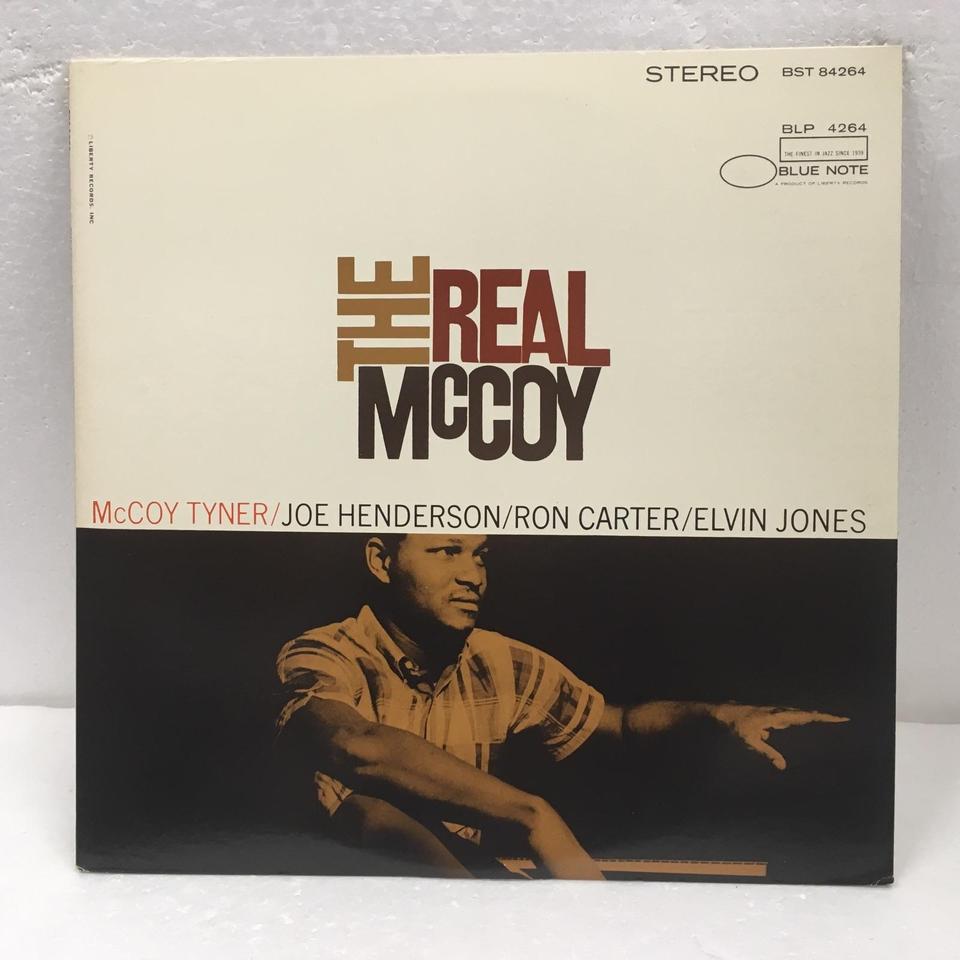 STEREO BST 84264
BLP 4264
THE FINEST IN JAZZ SINCE 1939
BLUE NOTE
A PRODUCT OF LIBERTY RECORDS
LIBERTY RECORDS, INC
THE REAL
McCOY
McCOY TYNER/JOE HENDERSON/RON CARTER/ELVIN JONES